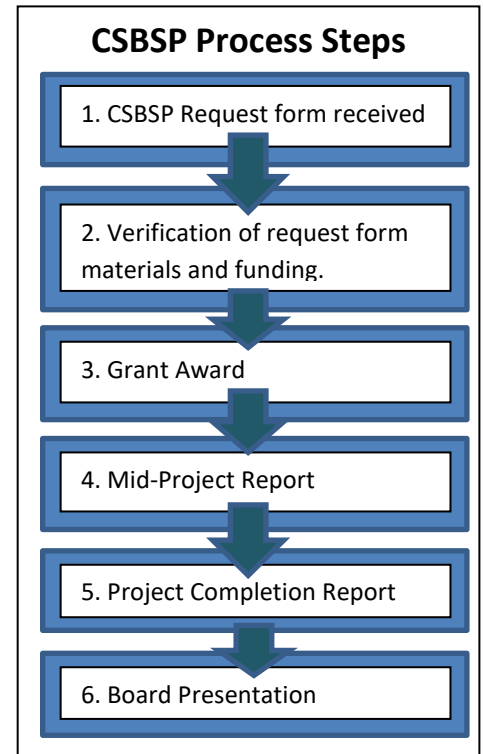 CSBSP Process Steps
1. CSBSP Request form received
2. Verification of request form
materials and funding.
3. Grant Award
4. Mid-Project Report
5. Project Completion Report
6. Board Presentation